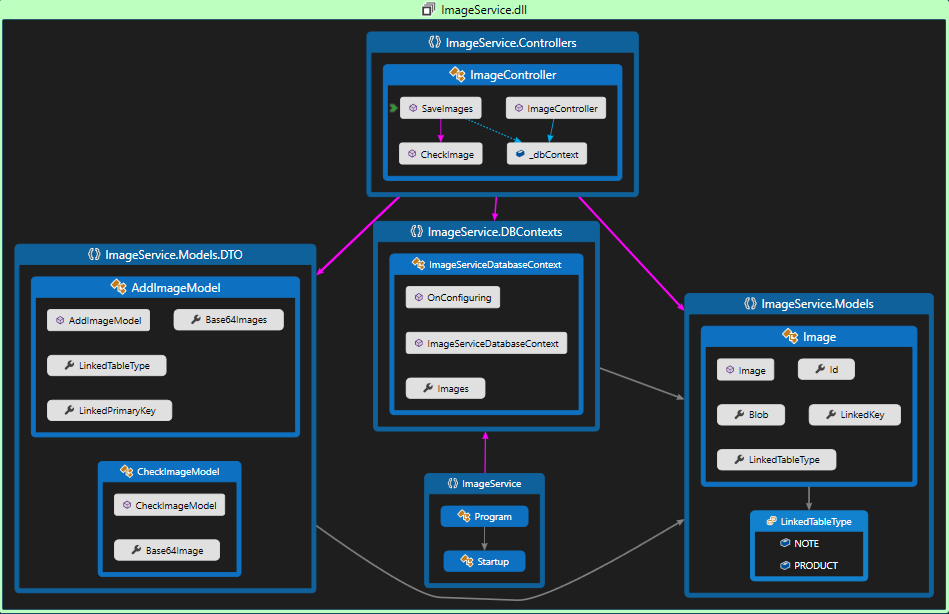 ImageService.dll
ImageService.Controllers
ImageController
SaveImages
ImageController
CheckImage
_dbContext
ImageService.Models.DTO
AddImageModel
AddImageModel
Base64Images
LinkedTableType
LinkedPrimaryKey
CheckImageModel
CheckImageModel
Base64Image
ImageService.DBContexts
ImageServiceDatabaseContext
OnConfiguring
ImageServiceDatabaseContext
Images
ImageService
Program
Startup
ImageService.Models
Image
Image
Id
Blob
LinkedKey
LinkedTableType
LinkedTableType
NOTE
PRODUCT